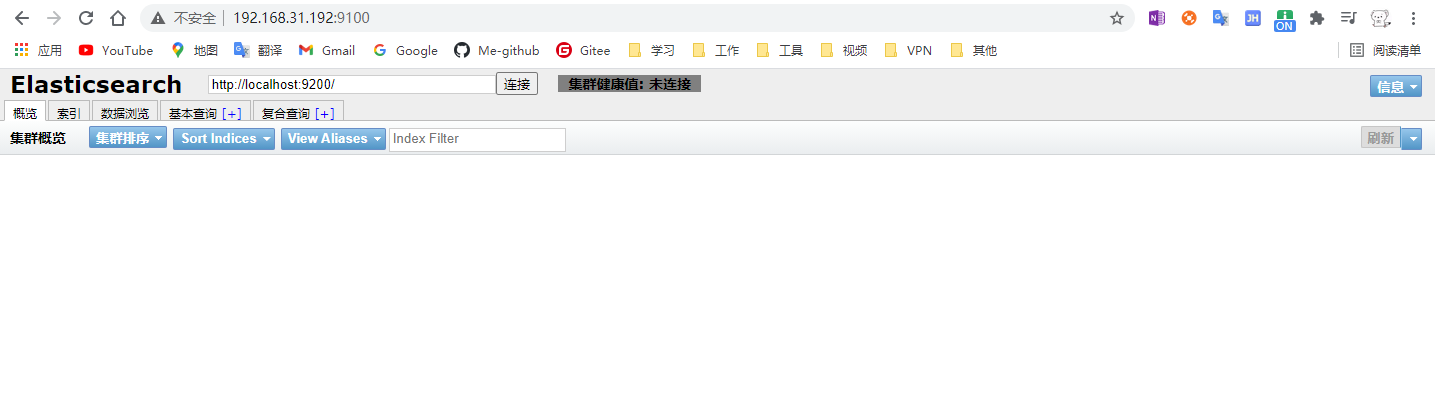 不安全 192.168.31.192:9100
ON
应用 YouTube 地图 翻译 Gmail Google Me-github Gitee 学习 工作 工具 视频 VPN 其他 阅读清单
Elasticsearch http://localhost:9200/ 连接 集群健康值: 未连接 信息
概览 索引 数据浏览 基本查询 [+] 复合查询 [+]
集群概览 集群排序 Sort Indices View Aliases Index Filter 刷新